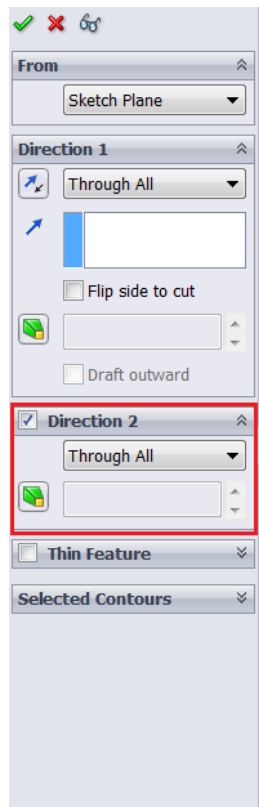 From
Sketch Plane
Direction 1
Through All
Flip side to cut
Draft outward
Direction 2
Through All
Thin Feature
Selected Contours